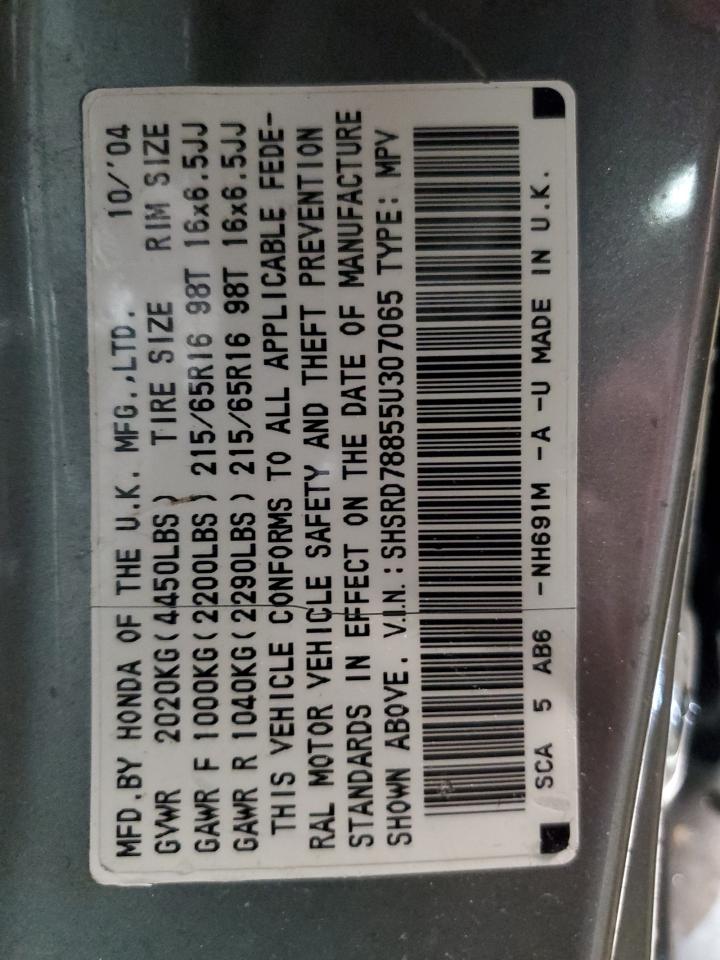 MFD.BY HONDA OF THE U.K. MFG.,LTD. 10/'04
GVWR 2020KG(4450LBS) TIRE SIZE RIM SIZE
GAWR F 1000KG(2200LBS) 215/65R16 98T 16x6.5JJ
GAWR R 1040KG(2290LBS) 215/65R16 98T 16x6.5JJ
THIS VEHICLE CONFORMS TO ALL APPLICABLE FEDE-
RAL MOTOR VEHICLE SAFETY AND THEFT PREVENTION
STANDARDS IN EFFECT ON THE DATE OF MANUFACTURE
SHOWN ABOVE. V.I.N.:SHSRD78855U307065 TYPE: MPV
SCA 5 AB6 -NH691M -A -U MADE IN U.K.